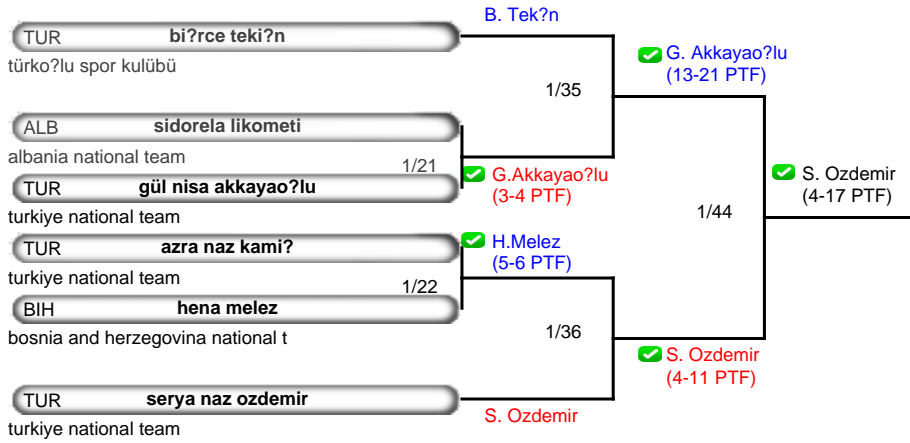 B. Tek?n
TUR bi?rce teki?n
türko?lu spor kulübü
G. Akkayao?lu
(13-21 PTF)
1/35
ALB sidorela likometi
albania national team
1/21
G.Akkayao?lu
(3-4 PTF)
TUR gül nisa akkayao?lu
turkiye national team
S. Ozdemir
(4-17 PTF)
1/44
TUR azra naz kami?
turkiye national team
H.Melez
(5-6 PTF)
1/22
BIH hena melez
bosnia and herzegovina national t
1/36
S. Ozdemir
(4-11 PTF)
TUR serya naz ozdemir
turkiye national team
S. Ozdemir